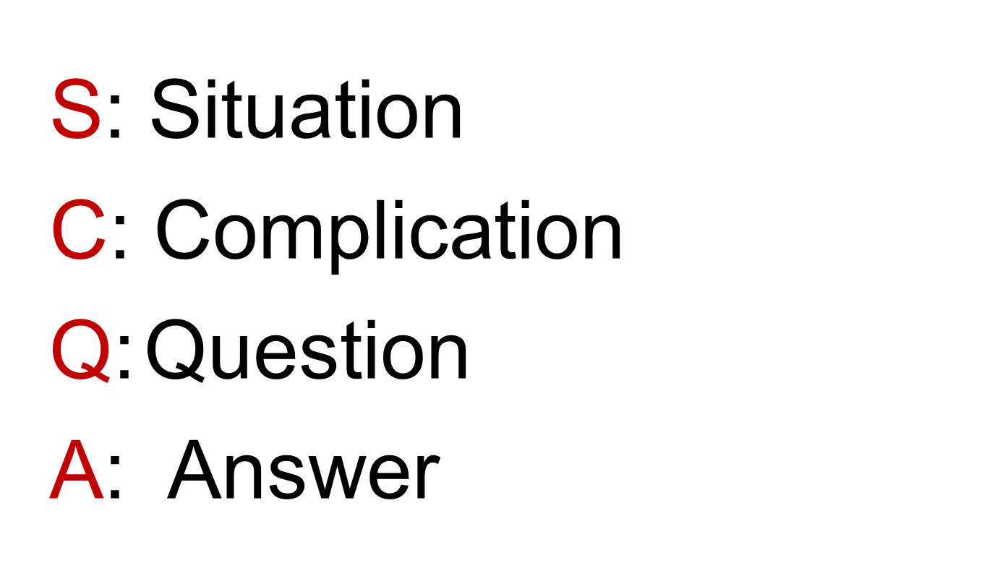 S: Situation
C: Complication
Q: Question
A: Answer